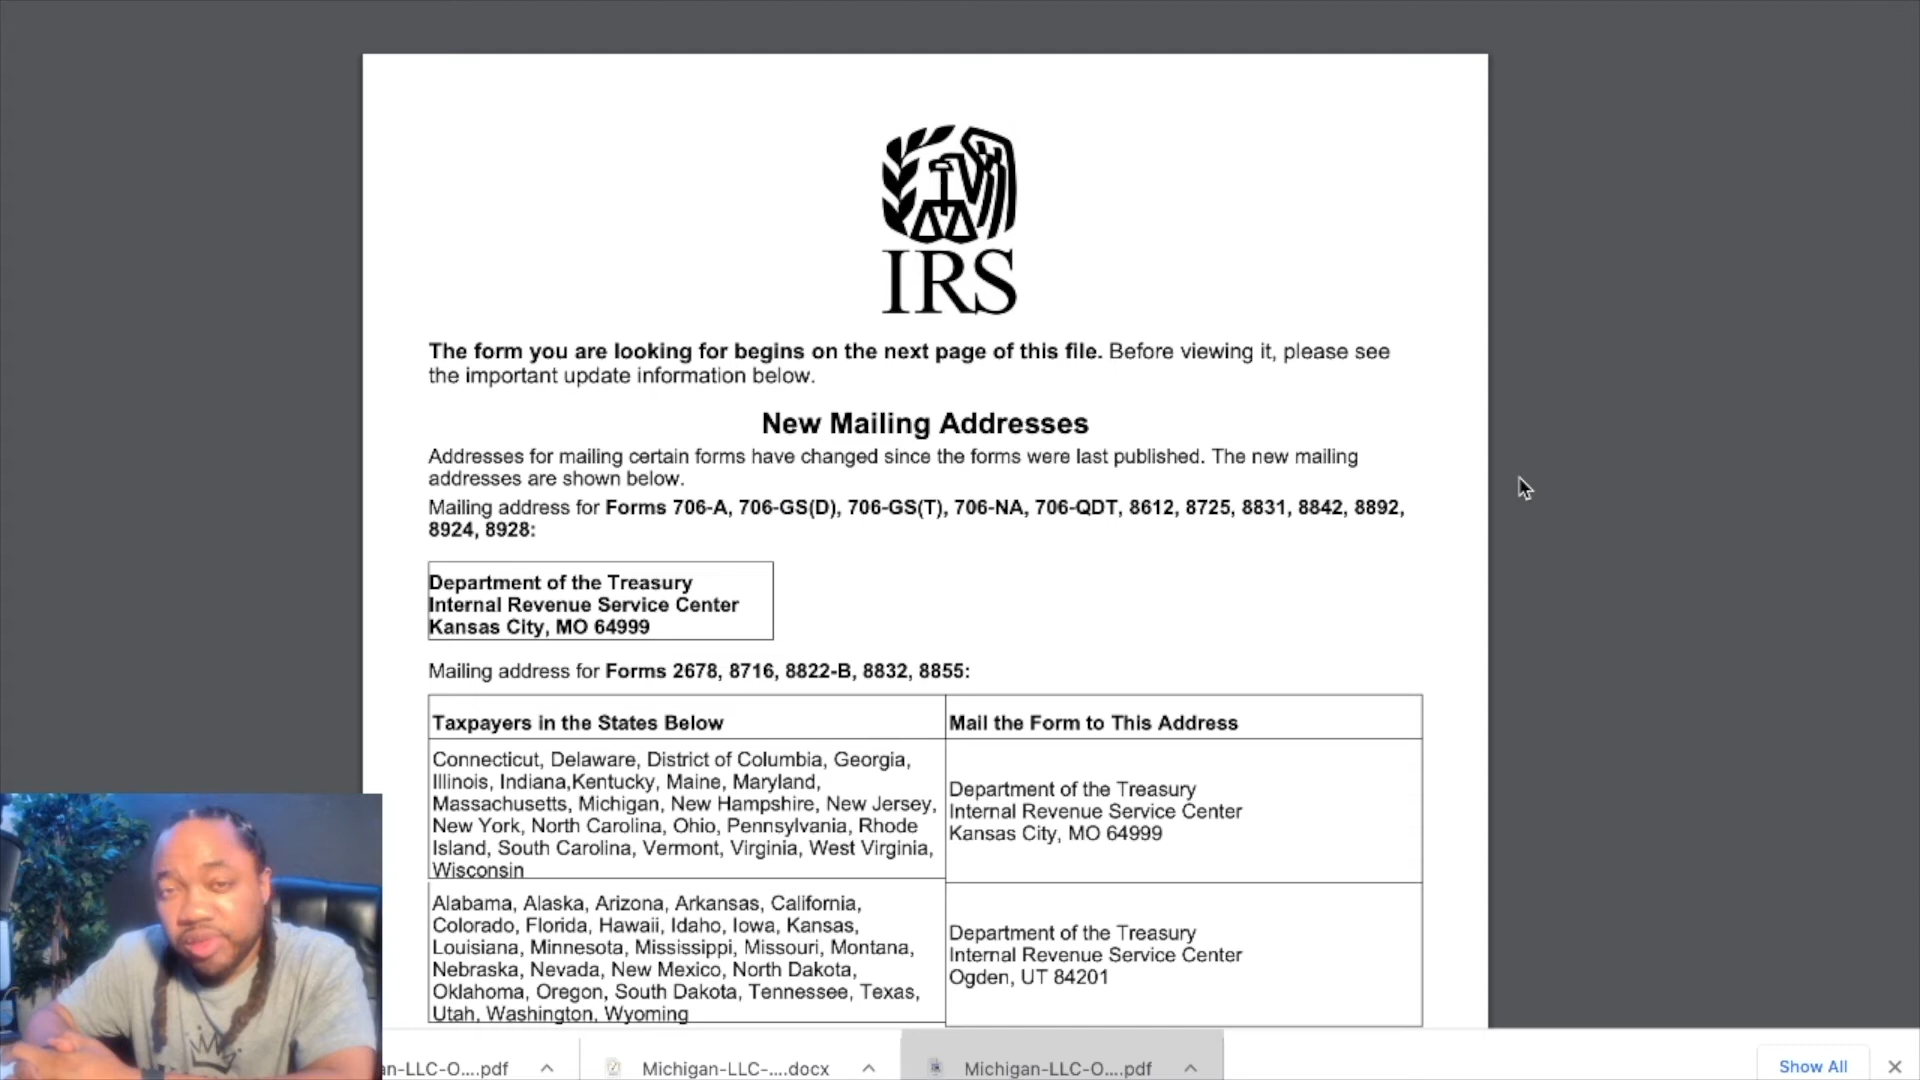 IRS
The form you are looking for begins on the next page of this file. Before viewing it, please see
the important update information below.
New Mailing Addresses
Addresses for mailing certain forms have changed since the forms were last published. The new mailing
addresses are shown below.
Mailing address for Forms 706-A, 706-GS(D), 706-GS(T), 706-NA, 706-QDT, 8612, 8725, 8831, 8842, 8892,
8924, 8928:
Department of the Treasury
Internal Revenue Service Center
Kansas City, MO 64999
Mailing address for Forms 2678, 8716, 8822-B, 8832, 8855:
Taxpayers in the States Below
Mail the Form to This Address
Connecticut, Delaware, District of Columbia, Georgia,
Illinois, Indiana,Kentucky, Maine, Maryland,
Massachusetts, Michigan, New Hampshire, New Jersey,
New York, North Carolina, Ohio, Pennsylvania, Rhode
Island, South Carolina, Vermont, Virginia, West Virginia,
Wisconsin
Department of the Treasury
Internal Revenue Service Center
Kansas City, MO 64999
Alabama, Alaska, Arizona, Arkansas, California,
Colorado, Florida, Hawaii, Idaho, Iowa, Kansas,
Louisiana, Minnesota, Mississippi, Missouri, Montana,
Nebraska, Nevada, New Mexico, North Dakota,
Oklahoma, Oregon, South Dakota, Tennessee, Texas,
Utah, Washington, Wyoming
Department of the Treasury
Internal Revenue Service Center
Ogden, UT 84201
an-LLC-O....pdf
Michigan-LLC-....docx
Michigan-LLC-O....pdf
Show All